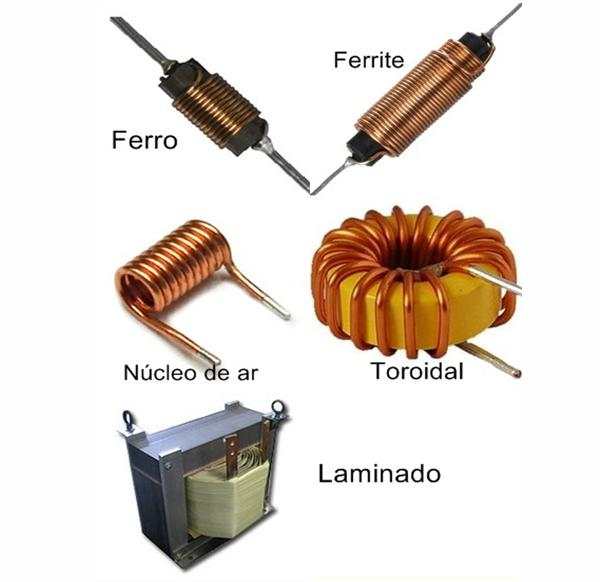 Ferrite
Ferro
Núcleo de ar
Toroidal
Laminado